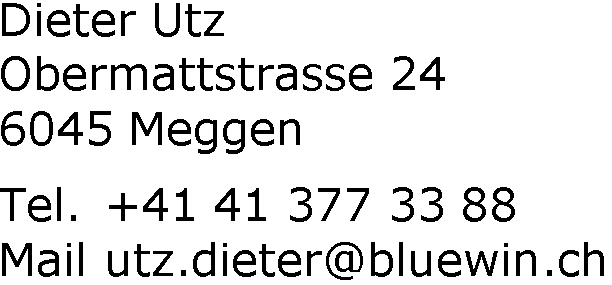 Dieter Utz
Obermattstrasse 24
6045 Meggen
Tel. +41 41 377 33 88
Mail utz.dieter@bluewin.ch